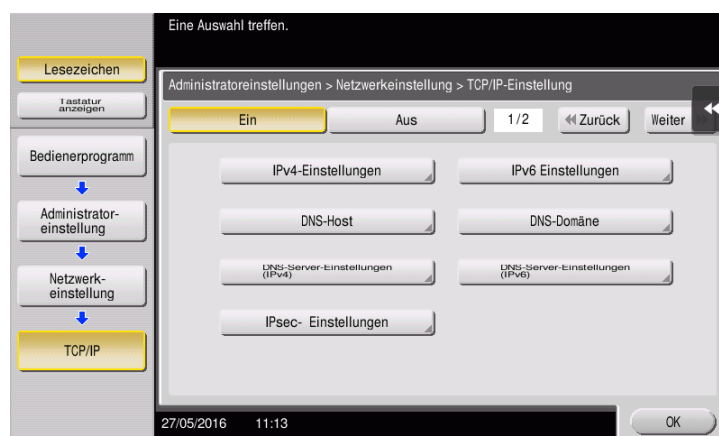 Eine Auswahl treffen.
Lesezeichen
Tastatur
anzeigen
Administratoreinstellungen > Netzwerkeinstellung > TCP/IP-Einstellung
Ein
Aus
1/2
Zurück
Weiter
Bedienerprogramm
Administrator-
einstellung
Netzwerk-
einstellung
TCP/IP
IPv4-Einstellungen
IPv6 Einstellungen
DNS-Host
DNS-Domäne
DNS-Server-Einstellungen
(IPv4)
DNS-Server-Einstellungen
(IPv6)
IPsec- Einstellungen
27/05/2016 11:13
OK